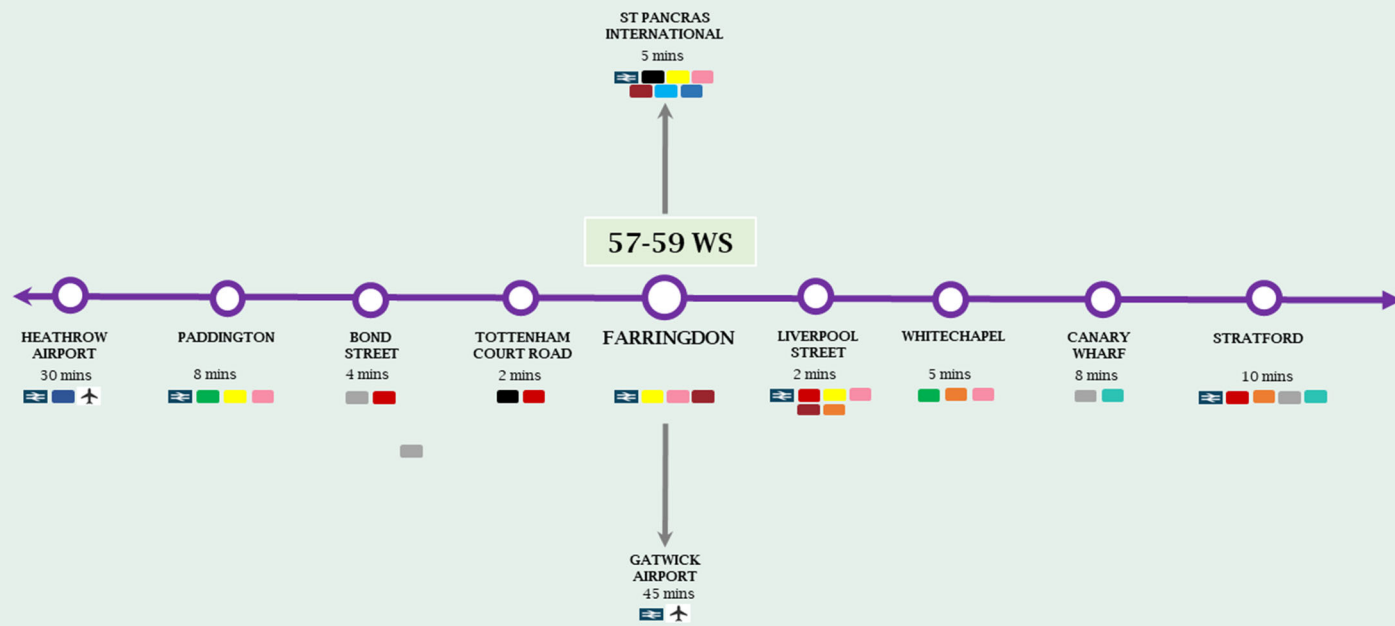 ST PANCRAS
INTERNATIONAL
5 mins
57-59 WS
HEATHROW
AIRPORT
30 mins
PADDINGTON
8 mins
BOND
STREET
4 mins
TOTTENHAM
COURT ROAD
2 mins
FARRINGDON
LIVERPOOL
STREET
2 mins
WHITECHAPEL
5 mins
CANARY
WHARF
8 mins
STRATFORD
10 mins
GATWICK
AIRPORT
45 mins